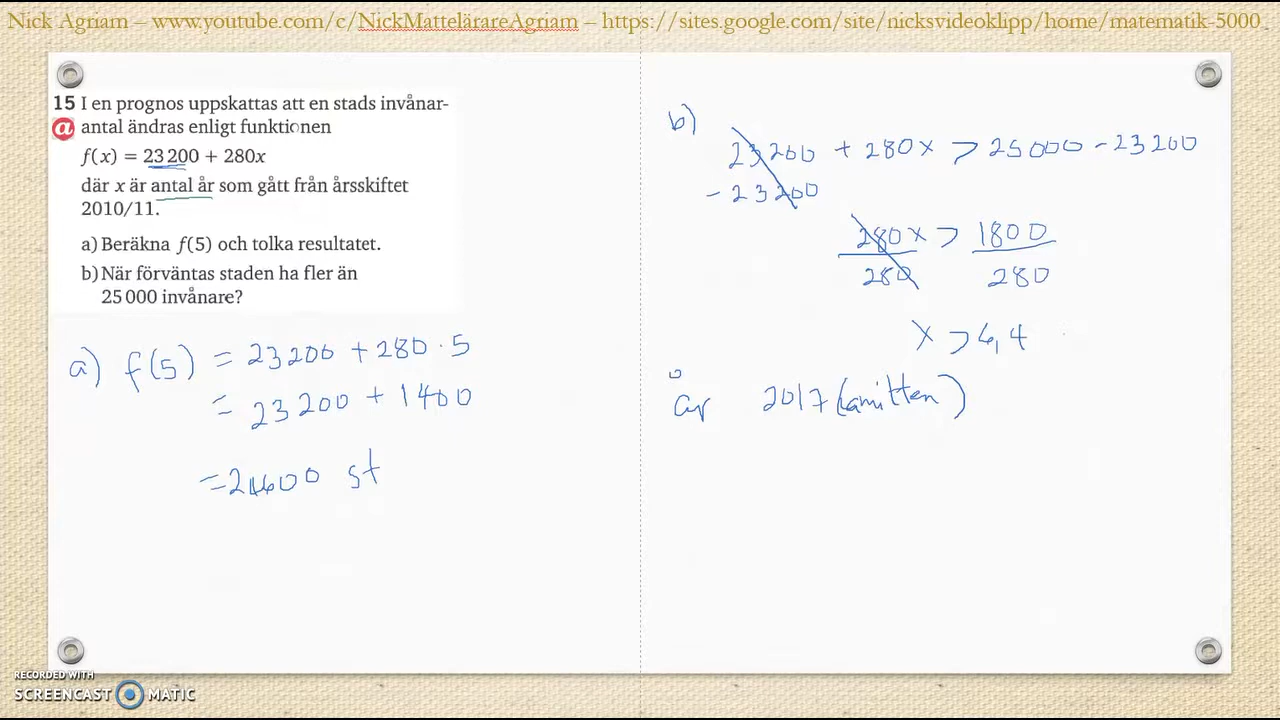 Nick Agriam – www.youtube.com/c/NickMattelärareAgriam – https://sites.google.com/site/nicksvideoklipp/home/matematik-5000
15 I en prognos uppskattas att en stads invånar-
a antal ändras enligt funktionen
f(x) = 23 200 + 280x
där x är antal år som gått från årsskiftet
2010/11.
a) Beräkna f(5) och tolka resultatet.
b) När förväntas staden ha fler än
25 000 invånare?
a) f(5) = 23200 + 280 · 5
= 23200 + 1400
= 24600 st
b)
23200 + 280x > 25000 - 23200
- 23200
280x > 1800
280 280
x > 6,4
år 2017 (i mitten)
RECORDED WITH
SCREENCAST MATIC